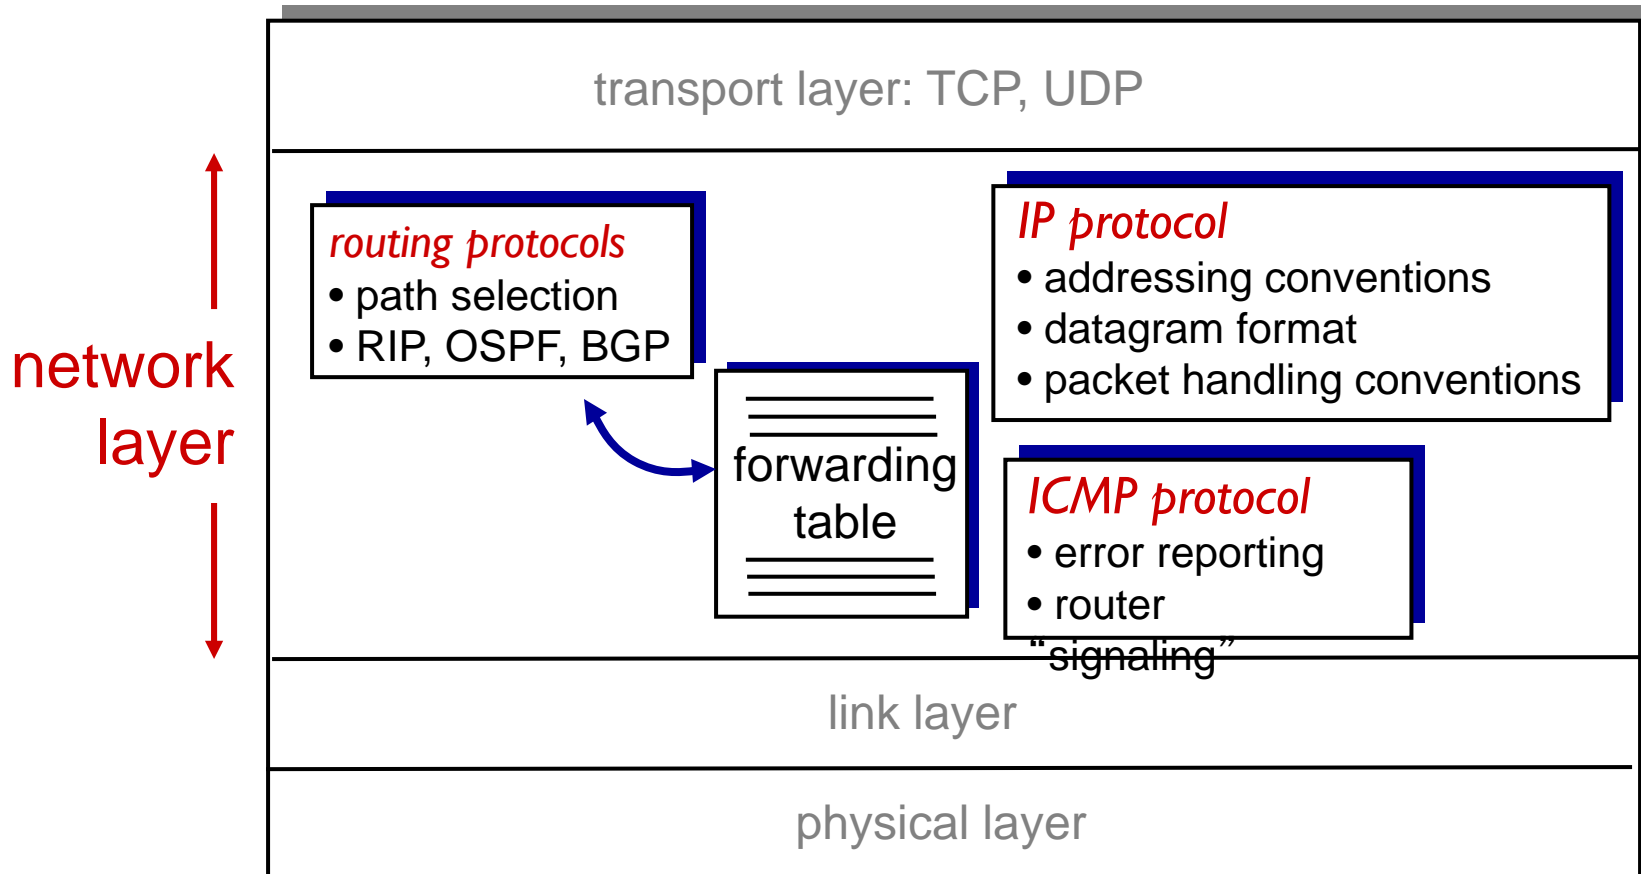 transport layer: TCP, UDP
network
layer
routing protocols
• path selection
• RIP, OSPF, BGP
forwarding
table
IP protocol
• addressing conventions
• datagram format
• packet handling conventions
ICMP protocol
• error reporting
• router
“signaling”
link layer
physical layer